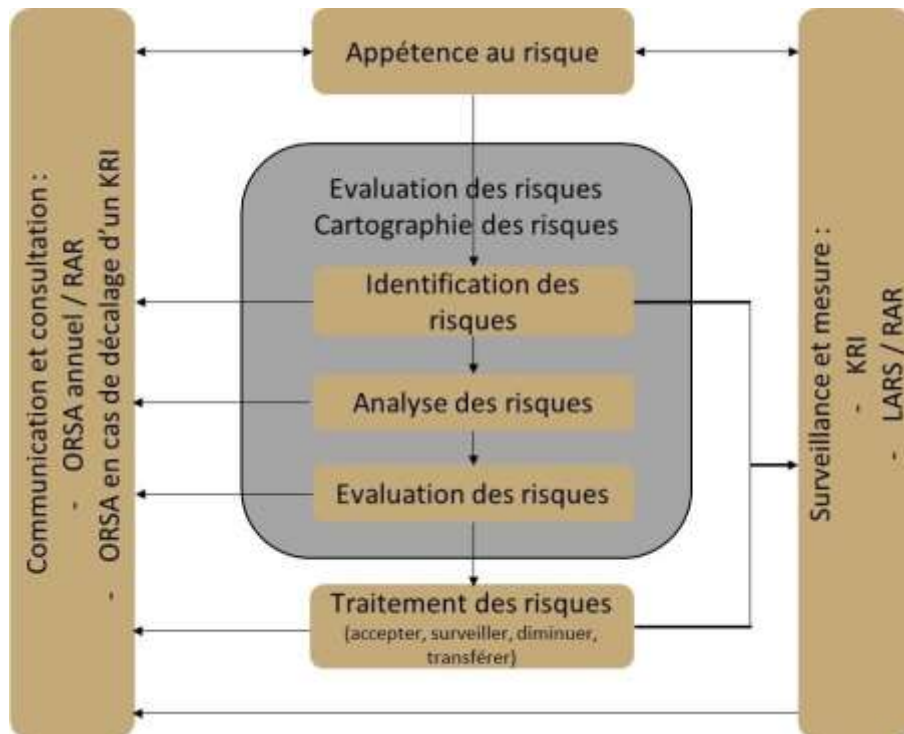 Appétence au risque
Communication et consultation :
- ORSA annuel / RAR
- ORSA en cas de décalage d'un KRI
Evaluation des risques
Cartographie des risques
Identification des
risques
Analyse des risques
Evaluation des risques
Traitement des risques
(accepter, surveiller, diminuer,
transférer)
Surveillance et mesure :
- KRI
- LARS / RAR